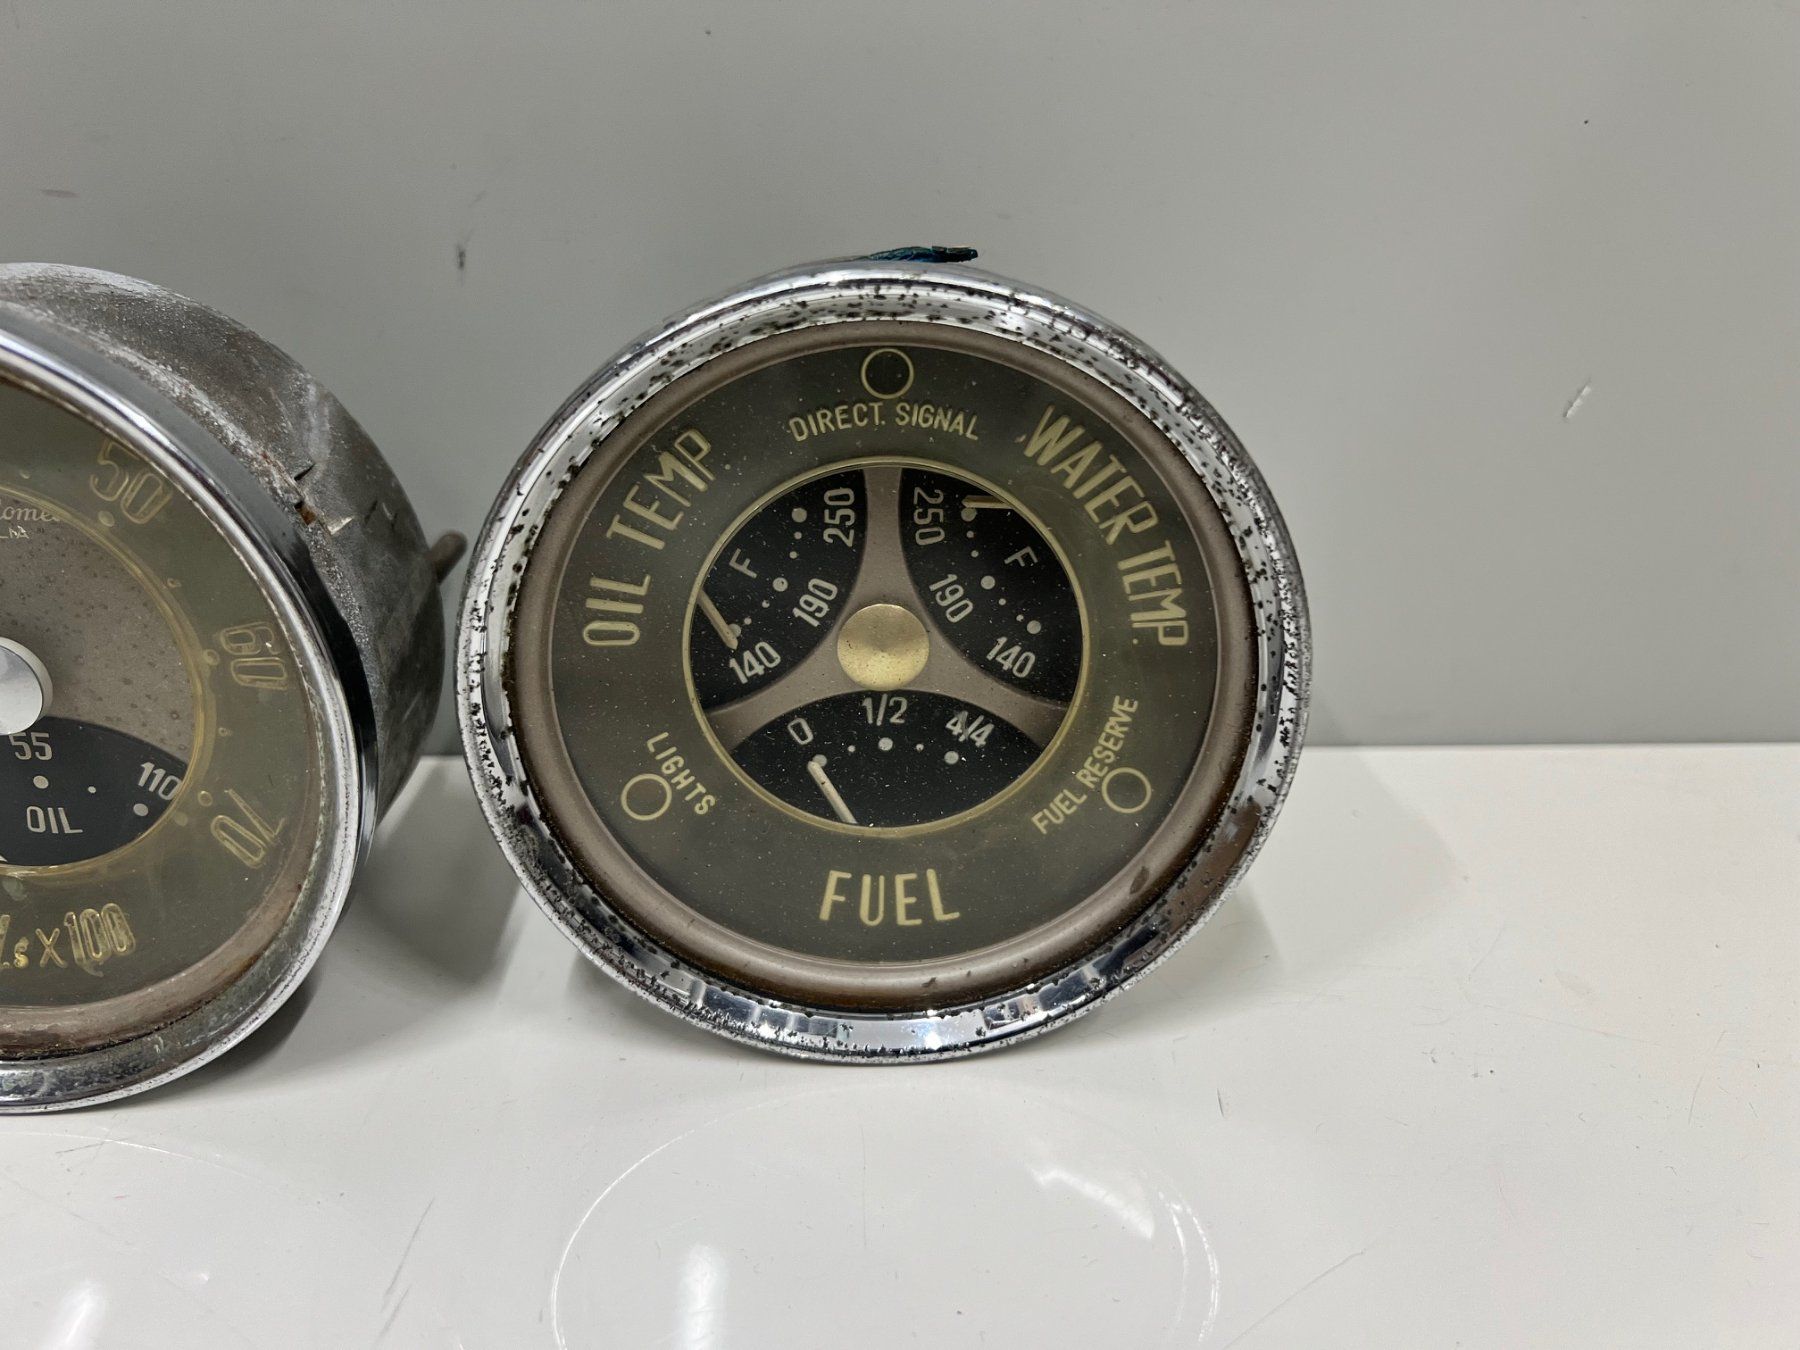 50
60
70
55
110
OIL
x 100
DIRECT. SIGNAL
OIL TEMP
WATER TEMP.
F
250
190
140
250
F
190
140
0
1/2
4/4
LIGHTS
FUEL RESERVE
FUEL